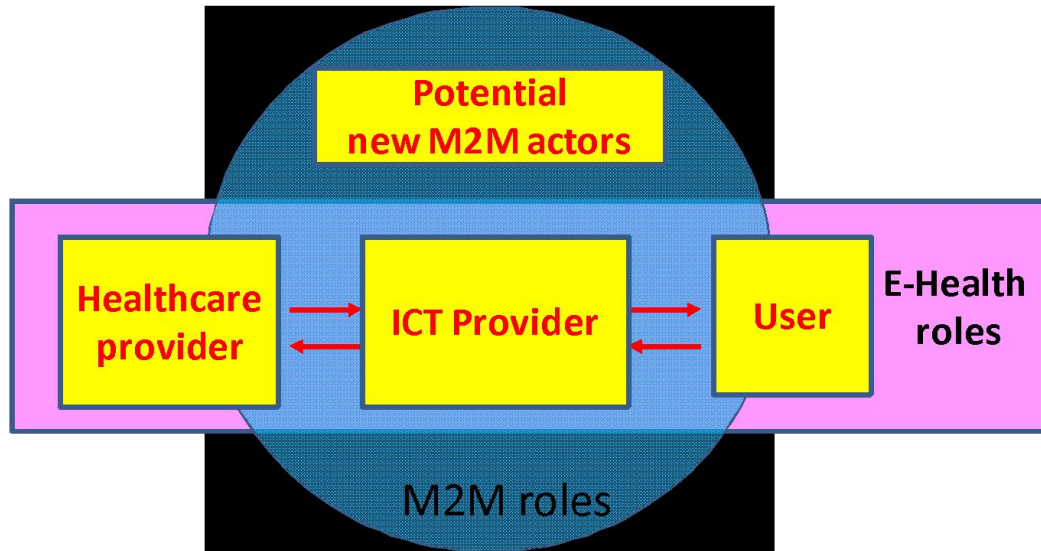 Potential
new M2M actors
Healthcare
provider
ICT Provider
User
E-Health
roles
M2M roles